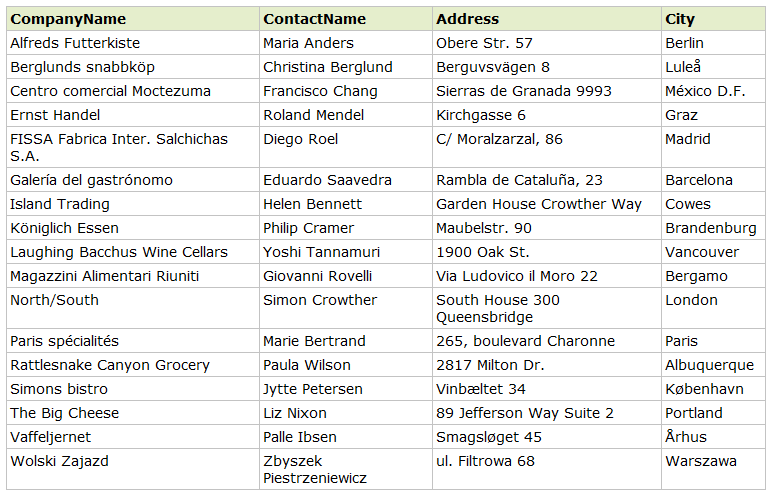 CompanyName ContactName Address City
Alfreds Futterkiste Maria Anders Obere Str. 57 Berlin
Berglunds snabbköp Christina Berglund Berguvsvägen 8 Luleå
Centro comercial Moctezuma Francisco Chang Sierras de Granada 9993 México D.F.
Ernst Handel Roland Mendel Kirchgasse 6 Graz
FISSA Fabrica Inter. Salchichas Diego Roel C/ Moralzarzal, 86 Madrid
S.A.
Galería del gastrónomo Eduardo Saavedra Rambla de Cataluña, 23 Barcelona
Island Trading Helen Bennett Garden House Crowther Way Cowes
Königlich Essen Philip Cramer Maubelstr. 90 Brandenburg
Laughing Bacchus Wine Cellars Yoshi Tannamuri 1900 Oak St. Vancouver
Magazzini Alimentari Riuniti Giovanni Rovelli Via Ludovico il Moro 22 Bergamo
North/South Simon Crowther South House 300 London
Queensbridge
Paris spécialités Marie Bertrand 265, boulevard Charonne Paris
Rattlesnake Canyon Grocery Paula Wilson 2817 Milton Dr. Albuquerque
Simons bistro Jytte Petersen Vinbæltet 34 København
The Big Cheese Liz Nixon 89 Jefferson Way Suite 2 Portland
Vaffeljernet Palle Ibsen Smagsløget 45 Århus
Wolski Zajazd Zbyszek ul. Filtrowa 68 Warszawa
Piestrzeniewicz